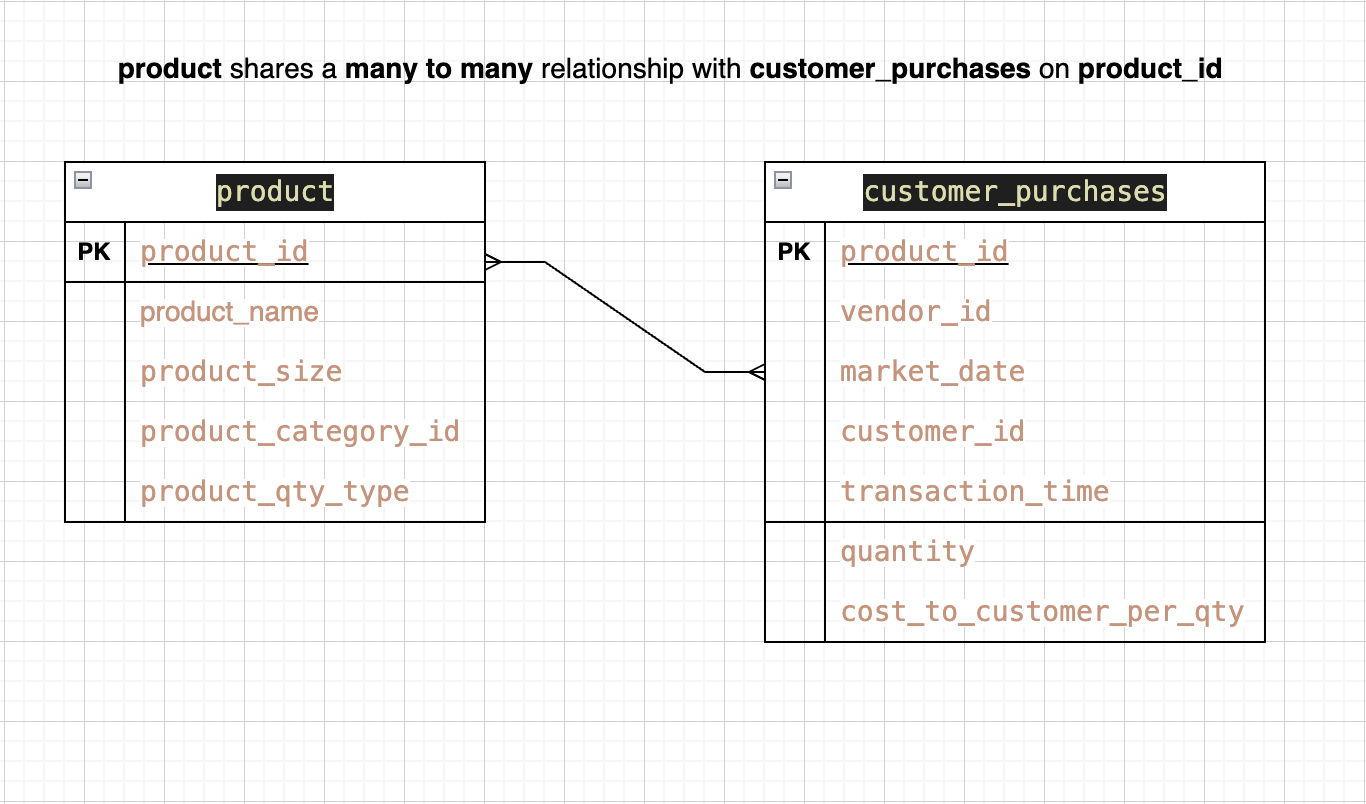 product shares a many to many relationship with customer_purchases on product_id
product
PK product_id
product_name
product_size
product_category_id
product_qty_type
customer_purchases
PK product_id
vendor_id
market_date
customer_id
transaction_time
quantity
cost_to_customer_per_qty